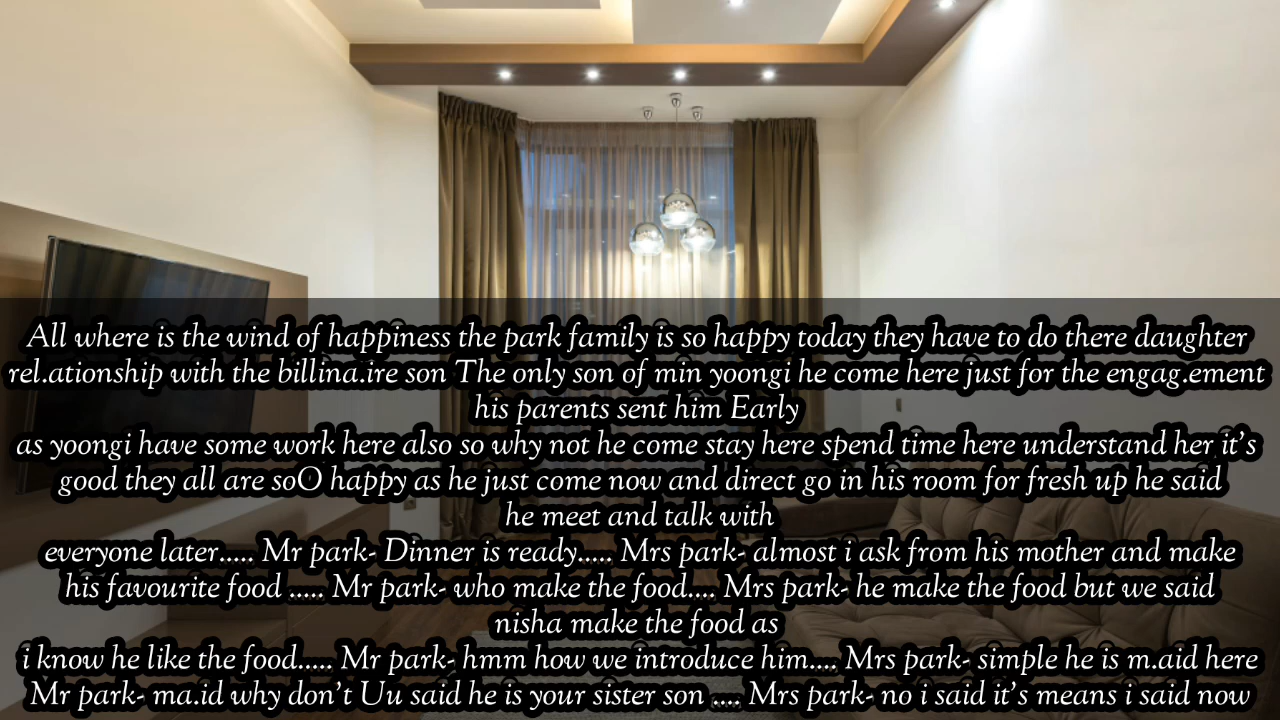 All where is the wind of happiness the park family is so happy today they have to do there daughter
rel.ationship with the billina.ire son The only son of min yoongi he come here just for the engag.ement
his parents sent him Early
as yoongi have some work here also so why not he come stay here spend time here understand her it's
good they all are soO happy as he just come now and direct go in his room for fresh up he said
he meet and talk with
everyone later..... Mr park- Dinner is ready..... Mrs park- almost i ask from his mother and make
his favourite food ..... Mr park- who make the food.... Mrs park- he make the food but we said
nisha make the food as
i know he like the food..... Mr park- hmm how we introduce him.... Mrs park- simple he is m.aid here
Mr park- ma.id why don't Uu said he is your sister son .... Mrs park- no i said it's means i said now